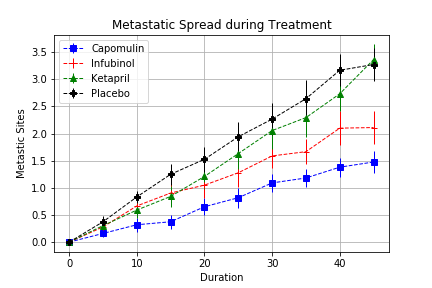 Metastatic Spread during Treatment
Capomulin
Infubinol
Ketapril
Placebo
Metastic Sites
3.5
3.0
2.5
2.0
1.5
1.0
0.5
0.0
0 10 20 30 40
Duration